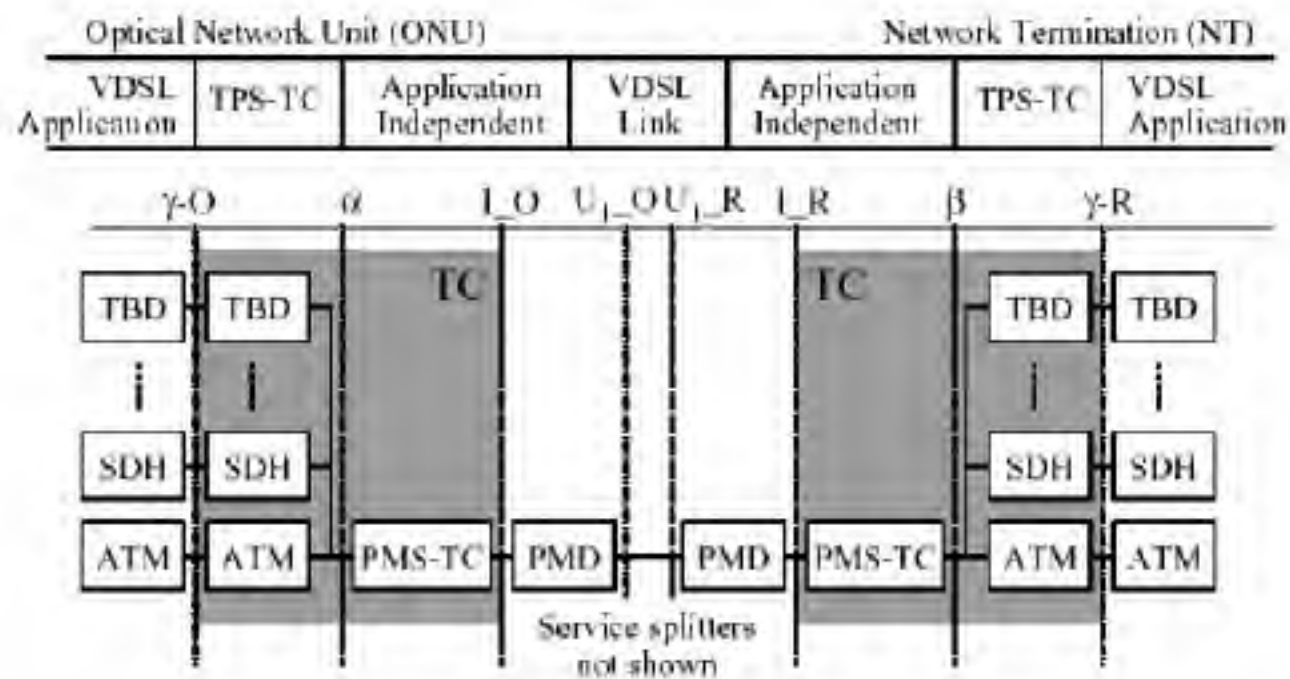 Optical Network Unit (ONU) Network Termination (NT)
VDSL Application TPS-TC Application Independent VDSL Link Application Independent TPS-TC VDSL Application
γ-O α I_O U₁_O U₁_R I_R β γ-R
TC TC
TBD TBD TBD TBD
SDH SDH SDH SDH
ATM ATM PMS-TC PMD PMD PMS-TC ATM ATM
Service splitters
not shown